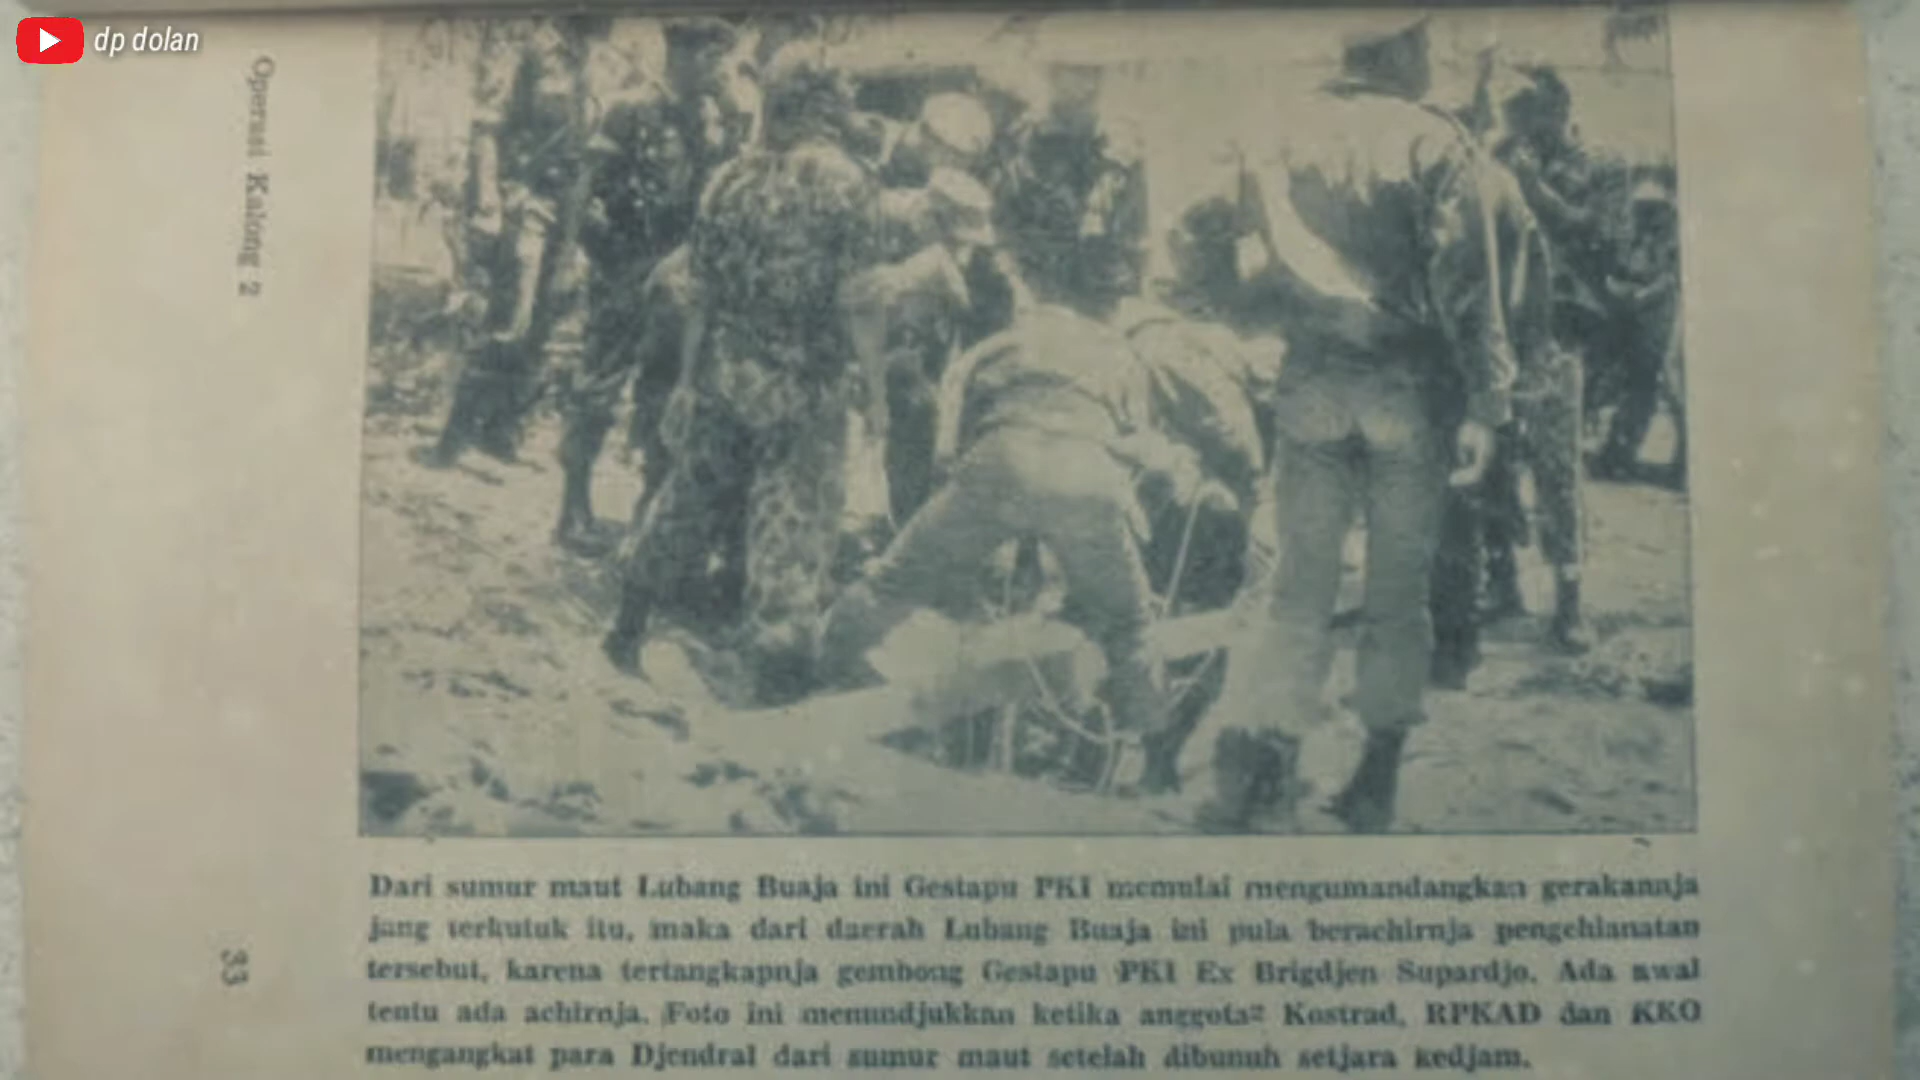 dp dolan
Operasi Kalong 2
Dari sumur maut Lubang Buaja ini Gestapu PKI memulai mengumandangkan gerakannja
jang terkutuk itu, maka dari daerah Lubang Buaja ini pula berachirnja pengchianatan
tersebut, karena tertangkapnja gembong Gestapu PKI Ex Brigdjen Supardjo. Ada awal
tentu ada achirnja. Foto ini menundjukkan ketika anggota² Kostrad, RPKAD dan KKO
mengangkat para Djendral dari sumur maut setelah dibunuh setjara kedjam.
33